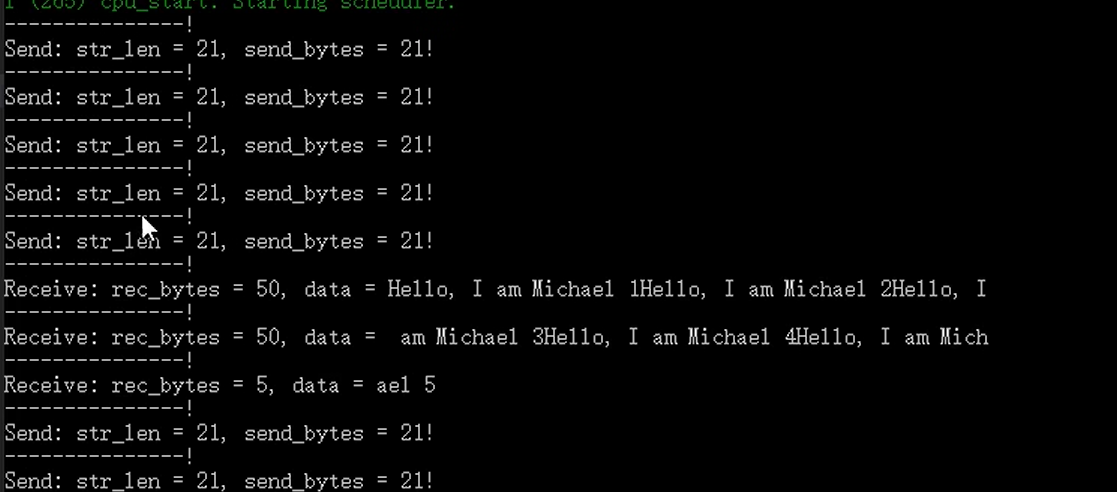 I (205) cpu_start: Starting scheduler.
---------------!
Send: str_len = 21, send_bytes = 21!
---------------!
Send: str_len = 21, send_bytes = 21!
---------------!
Send: str_len = 21, send_bytes = 21!
---------------!
Send: str_len = 21, send_bytes = 21!
---------------!
Send: str_len = 21, send_bytes = 21!
---------------!
Receive: rec_bytes = 50, data = Hello, I am Michael 1Hello, I am Michael 2Hello, I
---------------!
Receive: rec_bytes = 50, data =  am Michael 3Hello, I am Michael 4Hello, I am Mich
---------------!
Receive: rec_bytes = 5, data = ael 5
---------------!
Send: str_len = 21, send_bytes = 21!
---------------!
Send: str_len = 21, send_bytes = 21!